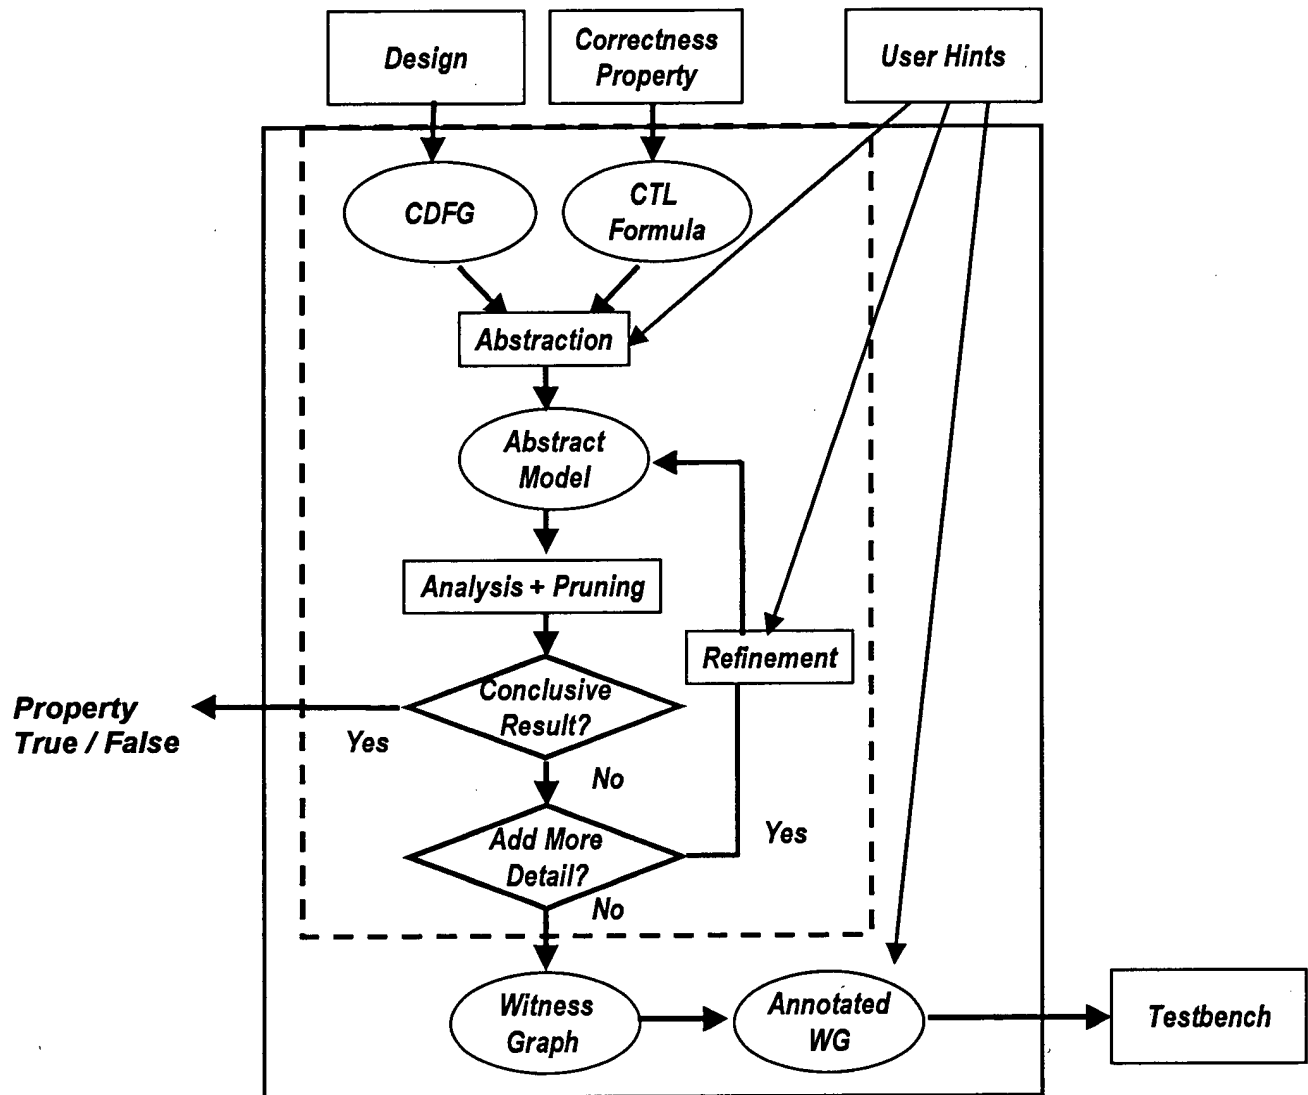 Design
Correctness
Property
User Hints
CDFG
CTL
Formula
Abstraction
Abstract
Model
Analysis + Pruning
Refinement
Conclusive
Result?
Property
True / False
Yes
No
Add More
Detail?
Yes
No
Witness
Graph
Annotated
WG
Testbench